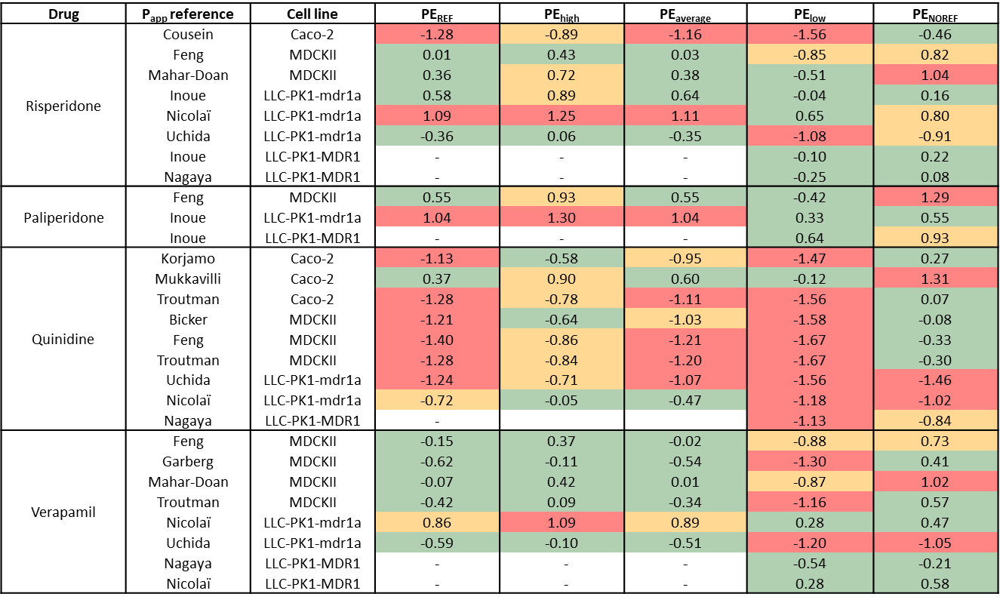 Drug P_app reference Cell line PE_REF PE_high PE_average PE_low PE_NOREF
Cousein Caco-2 -1.28 -0.89 -1.16 -1.56 -0.46
Feng MDCKII 0.01 0.43 0.03 -0.85 0.82
Mahar-Doan MDCKII 0.36 0.72 0.38 -0.51 1.04
Inoue LLC-PK1-mdr1a 0.58 0.89 0.64 -0.04 0.16
Risperidone
Nicolaï LLC-PK1-mdr1a 1.09 1.25 1.11 0.65 0.80
Uchida LLC-PK1-mdr1a -0.36 0.06 -0.35 -1.08 -0.91
Inoue LLC-PK1-MDR1 - - - -0.10 0.22
Nagaya LLC-PK1-MDR1 - - - -0.25 0.08
Feng MDCKII 0.55 0.93 0.55 -0.42 1.29
Paliperidone Inoue LLC-PK1-mdr1a 1.04 1.30 1.04 0.33 0.55
Inoue LLC-PK1-MDR1 - - - 0.64 0.93
Korjamo Caco-2 -1.13 -0.58 -0.95 -1.47 0.27
Mukkavilli Caco-2 0.37 0.90 0.60 -0.12 1.31
Troutman Caco-2 -1.28 -0.78 -1.11 -1.56 0.07
Bicker MDCKII -1.21 -0.64 -1.03 -1.58 -0.08
Quinidine Feng MDCKII -1.40 -0.86 -1.21 -1.67 -0.33
Troutman MDCKII -1.28 -0.84 -1.20 -1.67 -0.30
Uchida LLC-PK1-mdr1a -1.24 -0.71 -1.07 -1.56 -1.46
Nicolaï LLC-PK1-mdr1a -0.72 -0.05 -0.47 -1.18 -1.02
Nagaya LLC-PK1-MDR1 - -1.13 -0.84
Feng MDCKII -0.15 0.37 -0.02 -0.88 0.73
Garberg MDCKII -0.62 -0.11 -0.54 -1.30 0.41
Mahar-Doan MDCKII -0.07 0.42 0.01 -0.87 1.02
Troutman MDCKII -0.42 0.09 -0.34 -1.16 0.57
Verapamil
Nicolaï LLC-PK1-mdr1a 0.86 1.09 0.89 0.28 0.47
Uchida LLC-PK1-mdr1a -0.59 -0.10 -0.51 -1.20 -1.05
Nagaya LLC-PK1-MDR1 - - - -0.54 -0.21
Nicolaï LLC-PK1-MDR1 - - - 0.28 0.58